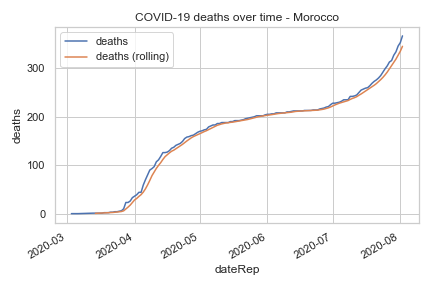 COVID-19 deaths over time - Morocco
deaths
deaths (rolling)
300
200
100
0
deaths
2020-03
2020-04
2020-05
2020-06
2020-07
2020-08
dateRep